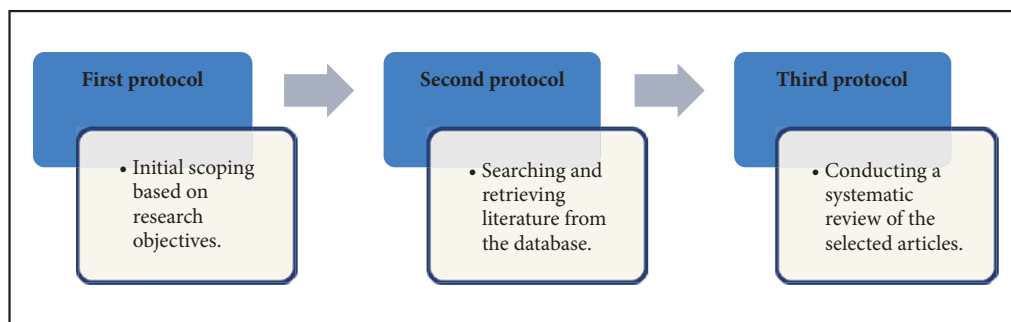 First protocol
• Initial scoping
based on
research
objectives.
Second protocol
• Searching and
retrieving
literature from
the database.
Third protocol
• Conducting a
systematic
review of the
selected articles.